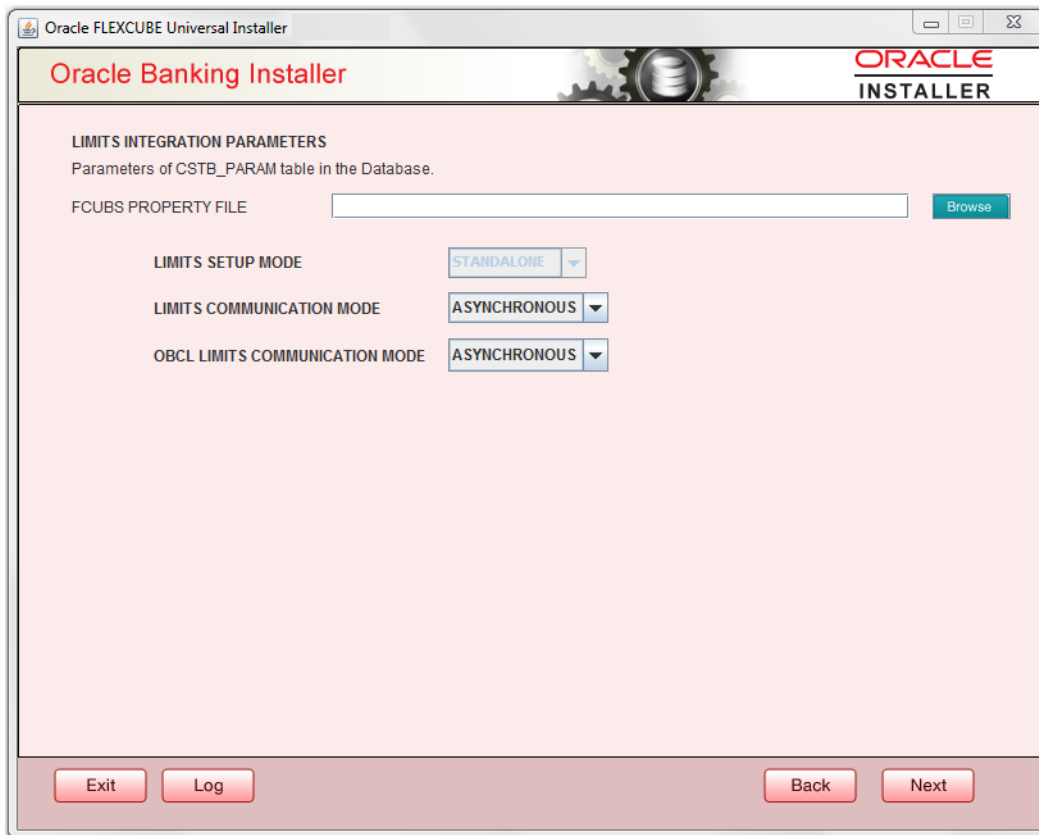 Oracle FLEXCUBE Universal Installer
Oracle Banking Installer
ORACLE
INSTALLER
LIMITS INTEGRATION PARAMETERS
Parameters of CSTB_PARAM table in the Database.
FCUBS PROPERTY FILE Browse
LIMITS SETUP MODE STANDALONE
LIMITS COMMUNICATION MODE ASYNCHRONOUS
OBCL LIMITS COMMUNICATION MODE ASYNCHRONOUS
Exit Log Back Next